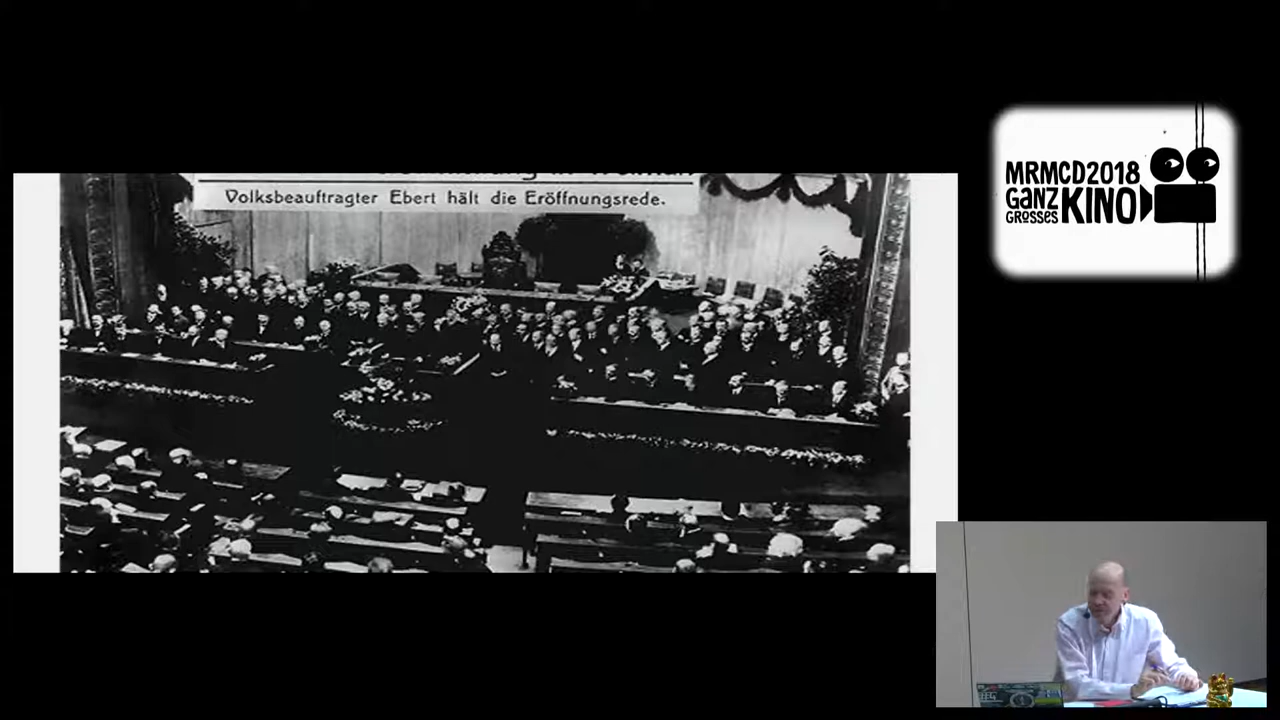 Volksbeauftragter Ebert hält die Eröffnungsrede.
MRMCD2018
GANZ
GROSSES
KINO